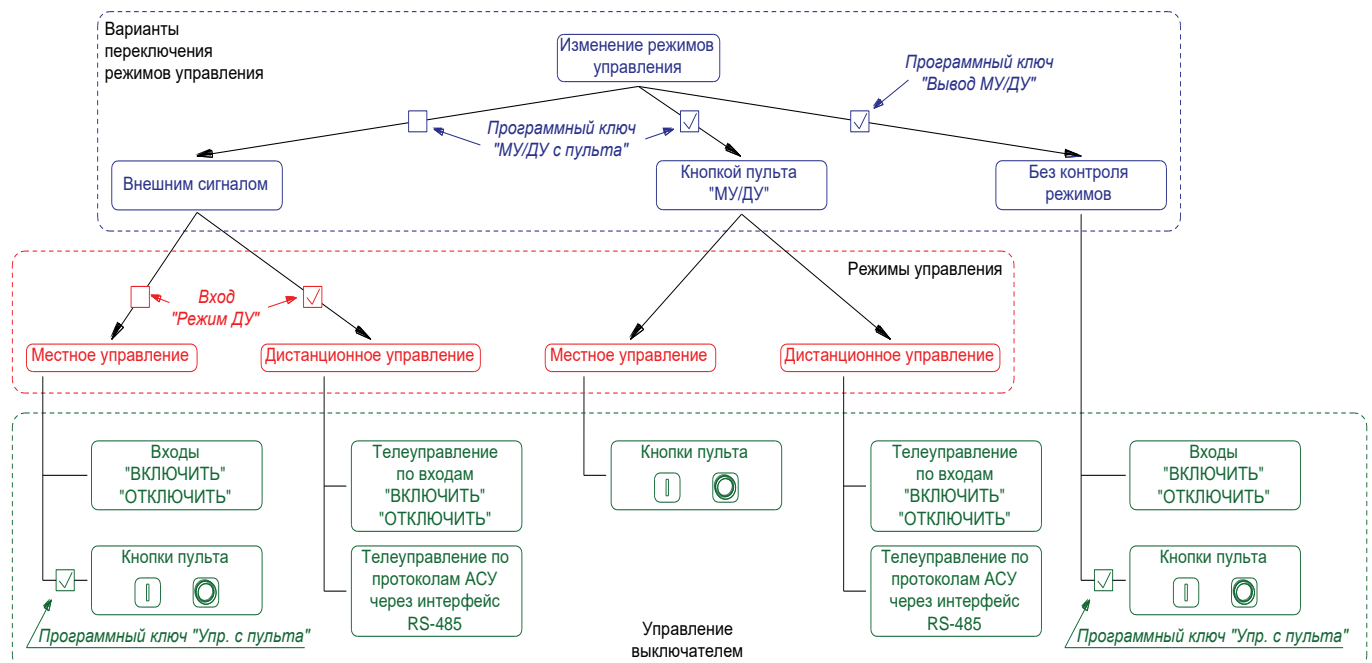 Варианты
переключения
режимов управления
Изменение режимов
управления
Программный ключ
"Вывод МУ/ДУ"
Программный ключ
"МУ/ДУ с пульта"
Внешним сигналом
Кнопкой пульта
"МУ/ДУ"
Без контроля
режимов
Режимы управления
Вход
"Режим ДУ"
Местное управление
Дистанционное управление
Местное управление
Дистанционное управление
Входы
"ВКЛЮЧИТЬ"
"ОТКЛЮЧИТЬ"
Телеуправление
по входам
"ВКЛЮЧИТЬ"
"ОТКЛЮЧИТЬ"
Кнопки пульта
Телеуправление
по входам
"ВКЛЮЧИТЬ"
"ОТКЛЮЧИТЬ"
Входы
"ВКЛЮЧИТЬ"
"ОТКЛЮЧИТЬ"
Кнопки пульта
Телеуправление по
протоколам АСУ
через интерфейс
RS-485
Телеуправление по
протоколам АСУ
через интерфейс
RS-485
Кнопки пульта
Программный ключ "Упр. с пульта"
Управление
выключателем
Программный ключ "Упр. с пульта"